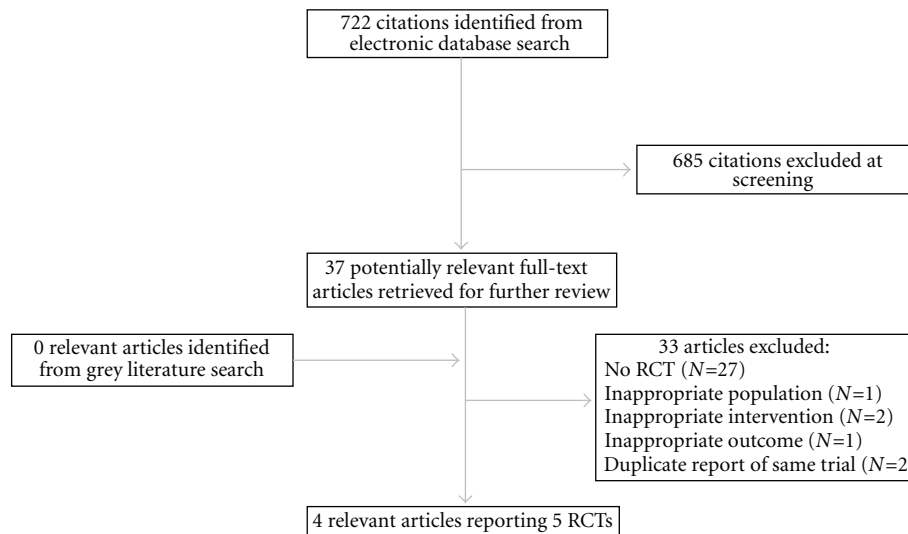 722 citations identified from
electronic database search
685 citations excluded at
screening
37 potentially relevant full-text
articles retrieved for further review
0 relevant articles identified
from grey literature search
33 articles excluded:
No RCT (N=27)
Inappropriate population (N=1)
Inappropriate intervention (N=2)
Inappropriate outcome (N=1)
Duplicate report of same trial (N=2
4 relevant articles reporting 5 RCTs